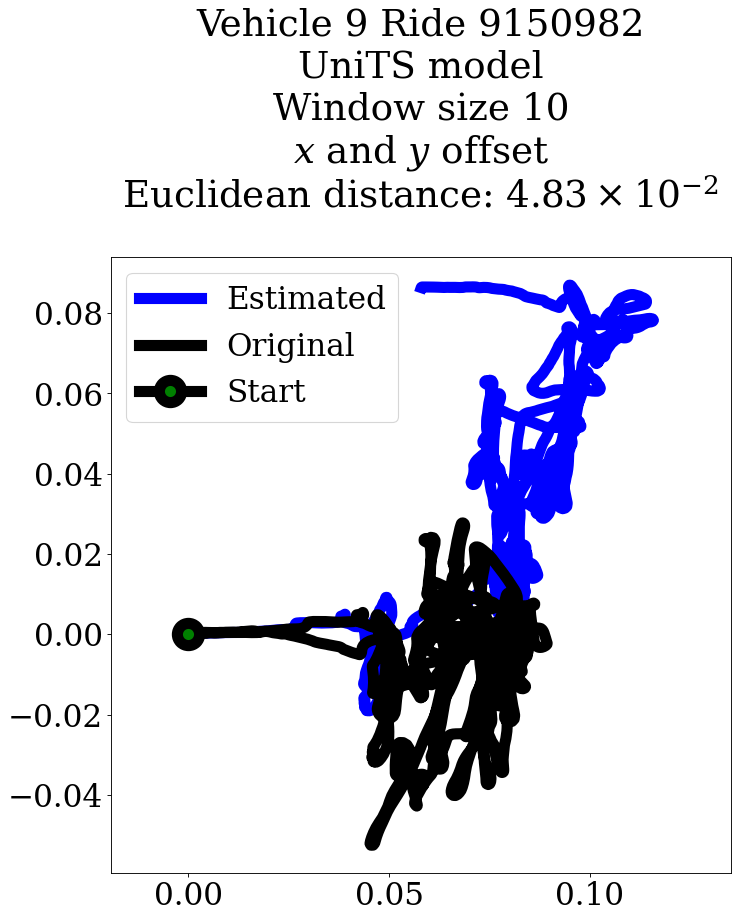 Vehicle 9 Ride 9150982
UniTS model
Window size 10
x and y offset
Euclidean distance: 4.83 × 10⁻²
Estimated
Original
Start
0.08
0.06
0.04
0.02
0.00
−0.02
−0.04
0.00 0.05 0.10